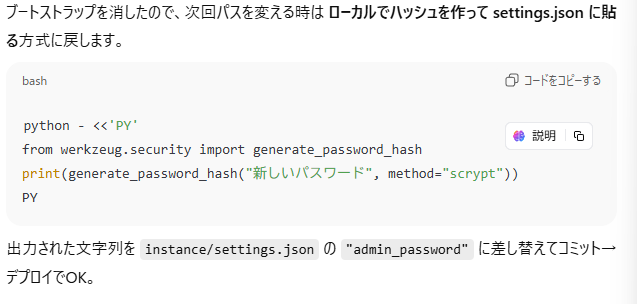 ブートストラップを消したので、次回パスを変える時は ローカルでハッシュを作って settings.json に貼
る方式に戻します。
bash
コードをコピーする
python - <<'PY'
説明
from werkzeug.security import generate_password_hash
print(generate_password_hash("新しいパスワード", method="scrypt"))
PY
出力された文字列を instance/settings.json の "admin_password" に差し替えてコミット→
デプロイでOK。